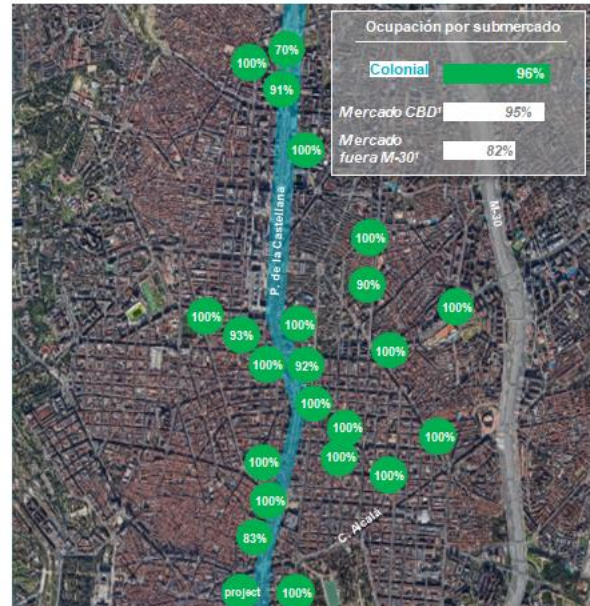 Ocupación por submercado
Colonial 96%
Mercado CBD¹ 95%
Mercado
fuera M-30¹ 82%
70%
100%
91%
100%
P. de la Castellana
M-30
100%
90%
100%
100%
100%
93%
100%
100%
92%
100%
100%
100%
100%
100%
100%
100%
83%
C. Alcalá
project
100%